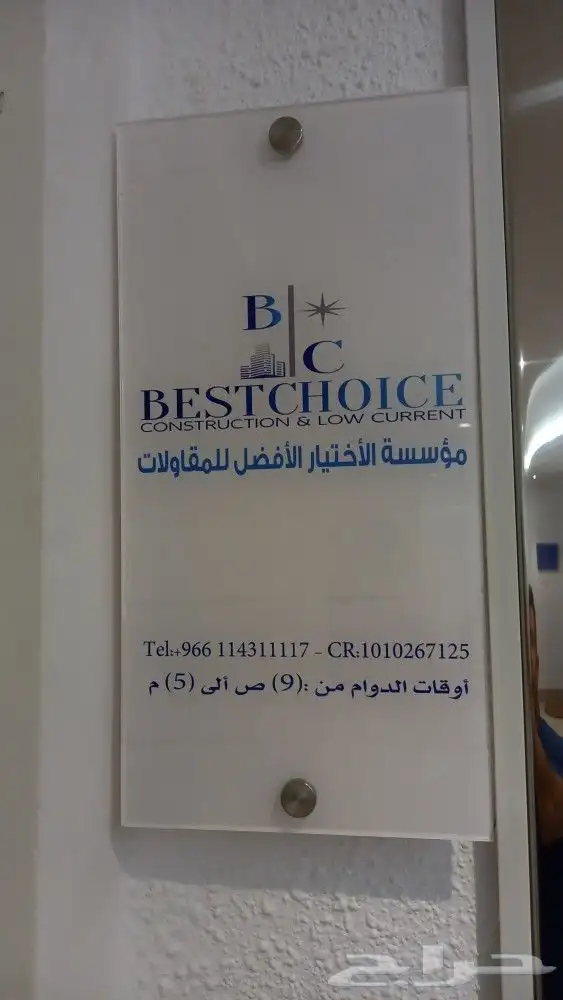 B
C
BESTCHOICE
CONSTRUCTION & LOW CURRENT
مؤسسة الأختيار الأفضل للمقاولات
Tel:+966 114311117 - CR:1010267125
أوقات الدوام من :(9) ص ألى (5) م
حراج